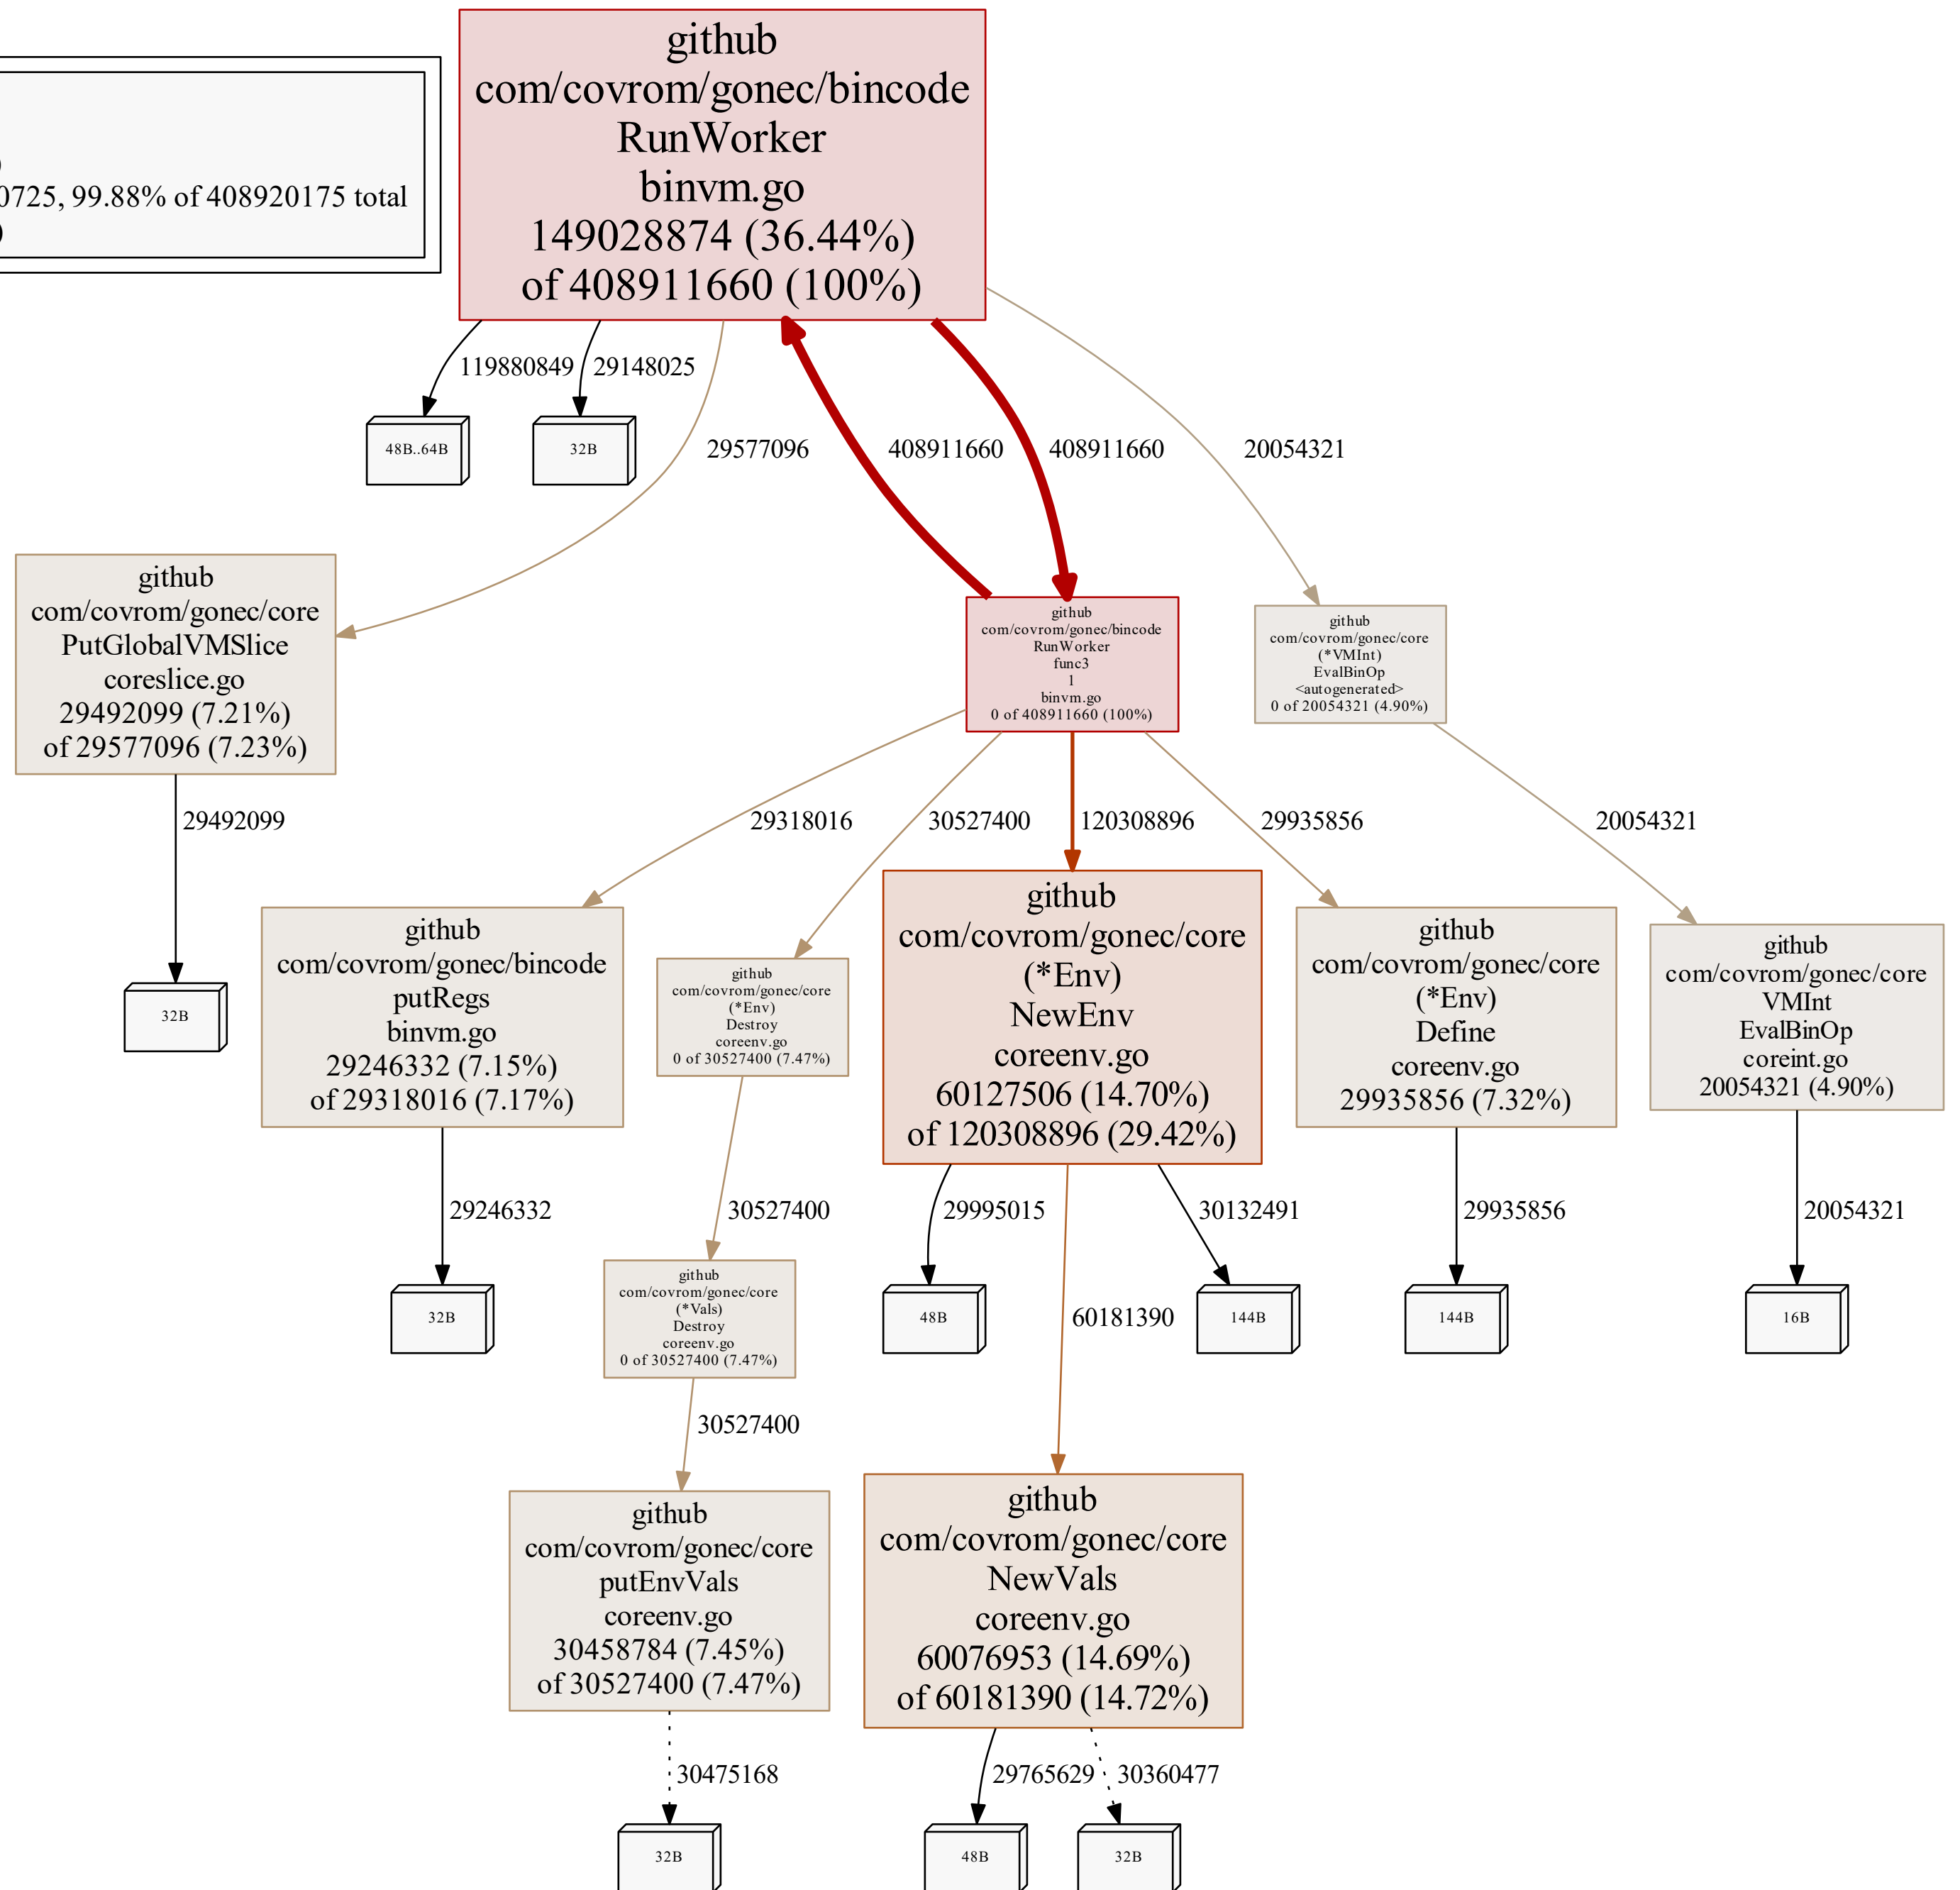 github
com/covrom/gonec/bincode
RunWorker
binvm.go
149028874 (36.44%)
of 408911660 (100%)
)
0725, 99.88% of 408920175 total
)
119880849
29148025
48B..64B
32B
29577096
408911660
408911660
20054321
github
com/covrom/gonec/core
PutGlobalVMSlice
coreslice.go
29492099 (7.21%)
of 29577096 (7.23%)
github
com/covrom/gonec/bincode
RunWorker
func3
1
binvm.go
0 of 408911660 (100%)
github
com/covrom/gonec/core
(*VMInt)
EvalBinOp
<autogenerated>
0 of 20054321 (4.90%)
29492099
29318016
30527400
120308896
29935856
20054321
32B
github
com/covrom/gonec/bincode
putRegs
binvm.go
29246332 (7.15%)
of 29318016 (7.17%)
github
com/covrom/gonec/core
(*Env)
Destroy
coreenv.go
0 of 30527400 (7.47%)
github
com/covrom/gonec/core
(*Env)
NewEnv
coreenv.go
60127506 (14.70%)
of 120308896 (29.42%)
github
com/covrom/gonec/core
(*Env)
Define
coreenv.go
29935856 (7.32%)
github
com/covrom/gonec/core
VMInt
EvalBinOp
coreint.go
20054321 (4.90%)
29246332
30527400
29995015
30132491
29935856
20054321
32B
github
com/covrom/gonec/core
(*Vals)
Destroy
coreenv.go
0 of 30527400 (7.47%)
48B
60181390
144B
144B
16B
30527400
github
com/covrom/gonec/core
putEnvVals
coreenv.go
30458784 (7.45%)
of 30527400 (7.47%)
github
com/covrom/gonec/core
NewVals
coreenv.go
60076953 (14.69%)
of 60181390 (14.72%)
30475168
29765629
30360477
32B
48B
32B